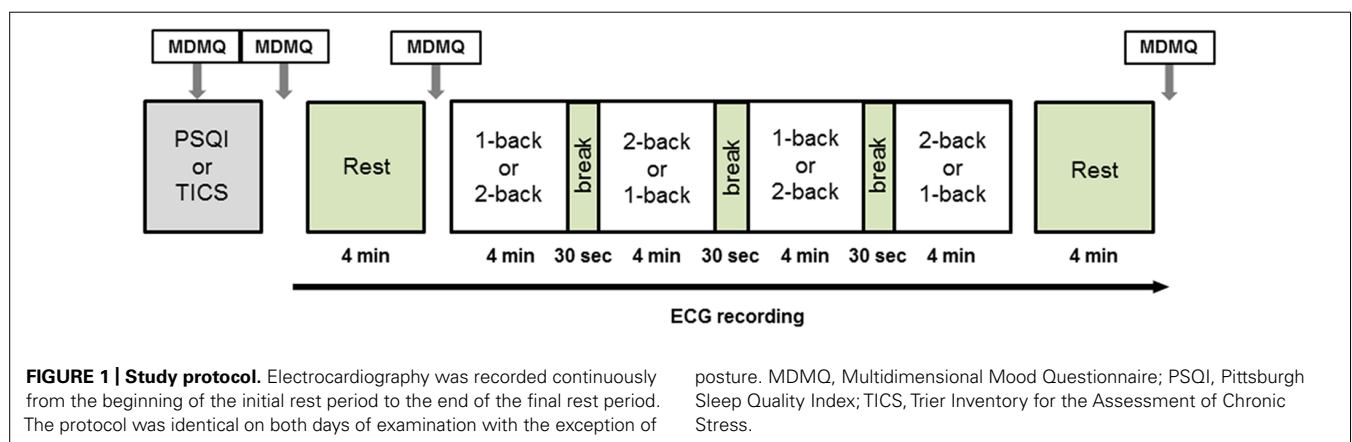 MDMQ MDMQ MDMQ MDMQ
PSQI
or
TICS
Rest
1-back
or
2-back
break
2-back
or
1-back
break
1-back
or
2-back
break
2-back
or
1-back
Rest
4 min 4 min 30 sec 4 min 30 sec 4 min 30 sec 4 min 4 min
ECG recording
FIGURE 1 | Study protocol. Electrocardiography was recorded continuously
from the beginning of the initial rest period to the end of the final rest period.
The protocol was identical on both days of examination with the exception of
posture. MDMQ, Multidimensional Mood Questionnaire; PSQI, Pittsburgh
Sleep Quality Index; TICS, Trier Inventory for the Assessment of Chronic
Stress.